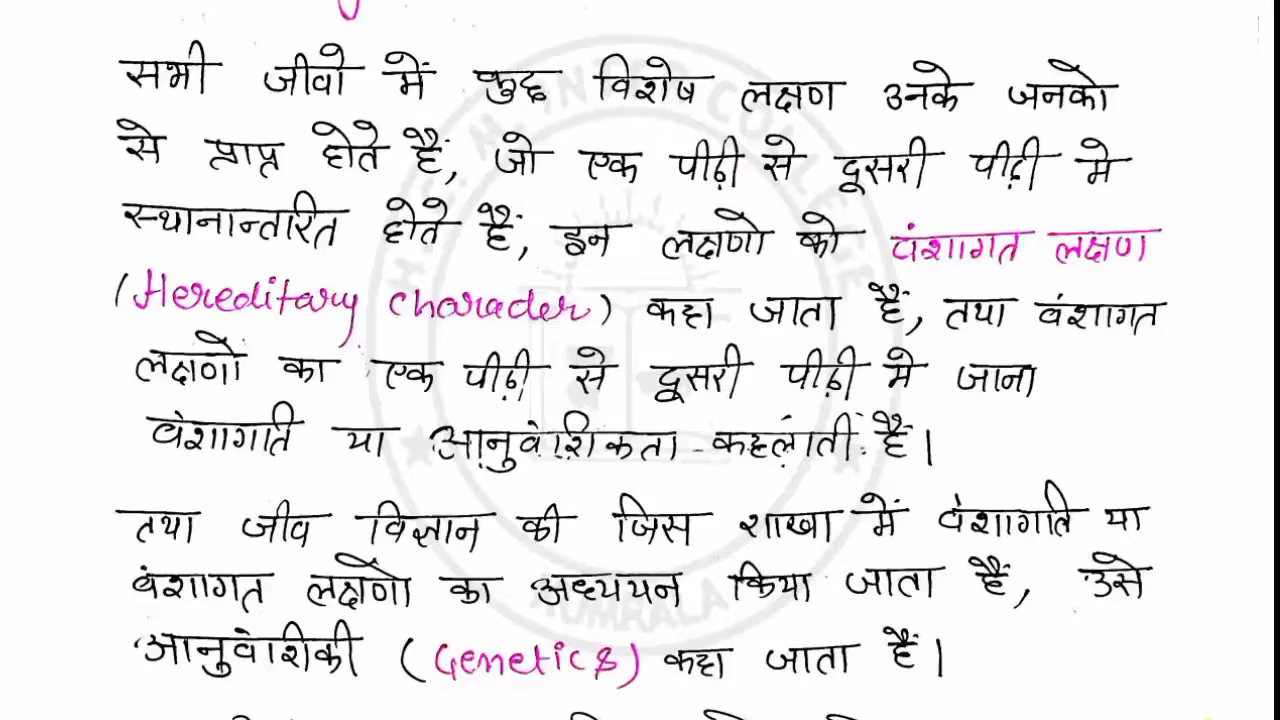 सभी जीवो में कुछ विशेष लक्षण उनके जनको
से प्राप्त होते हैं, जो एक पीढ़ी से दूसरी पीढ़ी मे
स्थानान्तरित होते हैं, इन लक्षणो को वंशागत लक्षण
(Hereditary charader) कहा जाता हैं, तथा वंशागत
लक्षणों का एक पीढ़ी से दूसरी पीढ़ी मे जाना
वंशागति या आनुवंशिकता कहलाती हैं।
तथा जीव विज्ञान की जिस शाखा में वंशागति या
वंशागत लक्षणों का अध्ययन किया जाता हैं, उसे
आनुवंशिकी (Genetics) कहा जाता हैं।